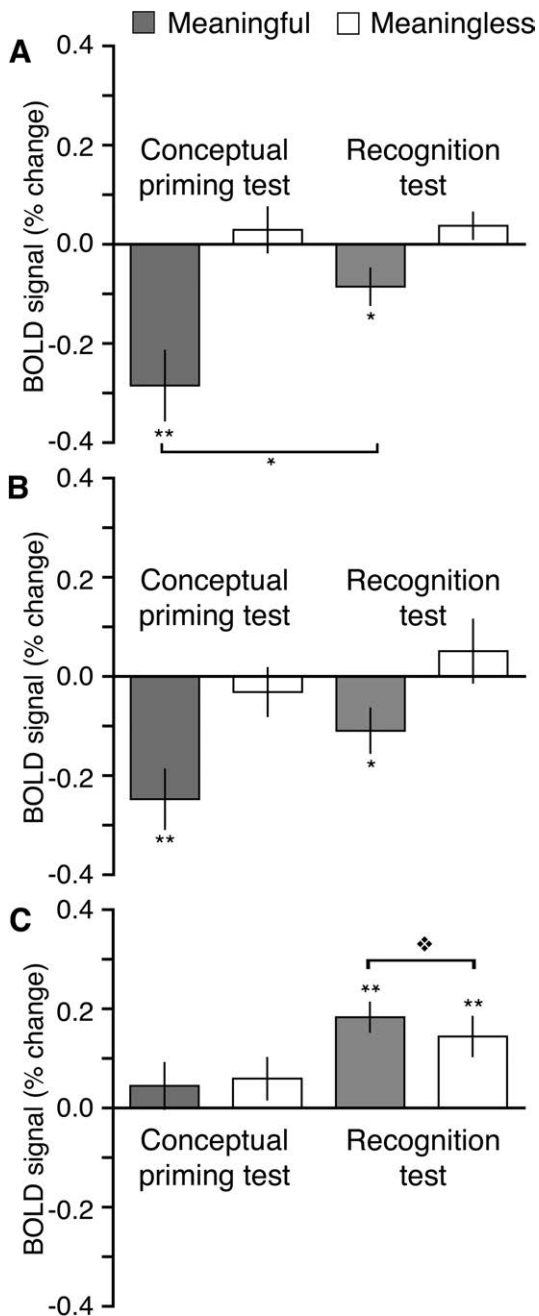 Meaningful Meaningless
A
0.4
0.2
0.0
-0.2
-0.4
BOLD signal (% change)
Conceptual
priming test
Recognition
test
**
*
*
B
0.4
0.2
0.0
-0.2
-0.4
BOLD signal (% change)
Conceptual
priming test
Recognition
test
**
*
C
0.4
0.2
0.0
-0.2
-0.4
BOLD signal (% change)
❖
**
**
Conceptual
priming test
Recognition
test